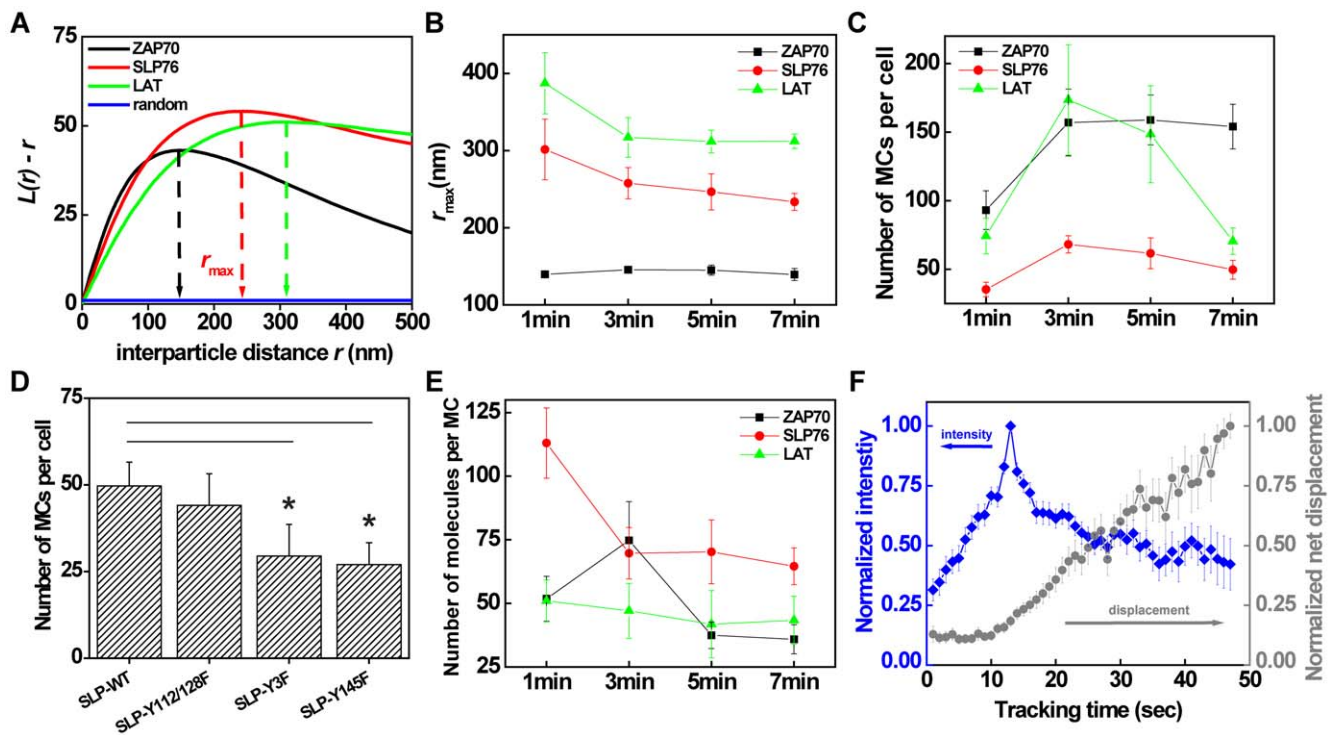 A
L(r) - r
75
50
25
0
ZAP70
SLP76
LAT
random
rmax
0 100 200 300 400 500
interparticle distance r (nm)
B
rmax(nm)
400
300
200
100
ZAP70
SLP76
LAT
1min 3min 5min 7min
C
Number of MCs per cell
200
150
100
50
ZAP70
SLP76
LAT
1min 3min 5min 7min
D
Number of MCs per cell
75
50
25
0
* *
SLP-WT SLP-Y112/128F SLP-Y3F SLP-Y145F
E
Number of molecules per MC
125
100
75
50
25
ZAP70
SLP76
LAT
1min 3min 5min 7min
F
Normalized intenstiy
1.00
0.75
0.50
0.25
0.00
intensity
displacement
1.00
0.75
0.50
0.25
0.00
Normalized net displacement
0 10 20 30 40 50
Tracking time (sec)